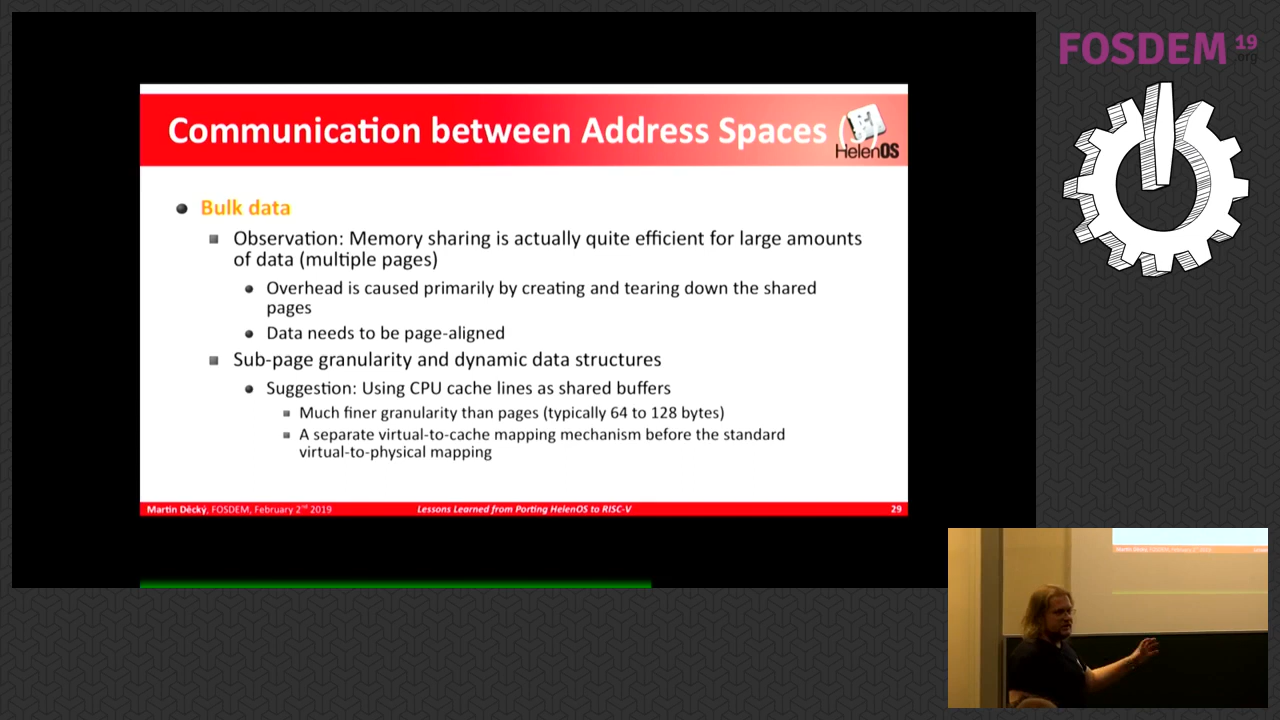 FOSDEM 19
.org
Communication between Address Spaces
HelenOS
Bulk data
Observation: Memory sharing is actually quite efficient for large amounts
of data (multiple pages)
Overhead is caused primarily by creating and tearing down the shared
pages
Data needs to be page-aligned
Sub-page granularity and dynamic data structures
Suggestion: Using CPU cache lines as shared buffers
Much finer granularity than pages (typically 64 to 128 bytes)
A separate virtual-to-cache mapping mechanism before the standard
virtual-to-physical mapping
Martin Děcký, FOSDEM, February 2nd 2019 Lessons Learned from Porting HelenOS to RISC-V 29